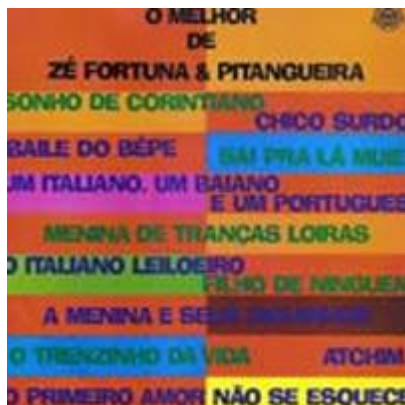 O MELHOR
DE
ZÉ FORTUNA & PITANGUEIRA
SONHO DE CORINTIANO
CHICO SURDO
BAILE DO BÉPE
SAI PRA LÁ
UM ITALIANO, UM BAIANO
E UM PORTUGUES
MENINA DE TRANÇAS LOIRAS
O ITALIANO LEILOEIRO
FILHO DE NINGUEM
A MENINA E
O TRENZINHO DA VIDA
ATCHIM
O PRIMEIRO AMOR NÃO SE ESQUECE